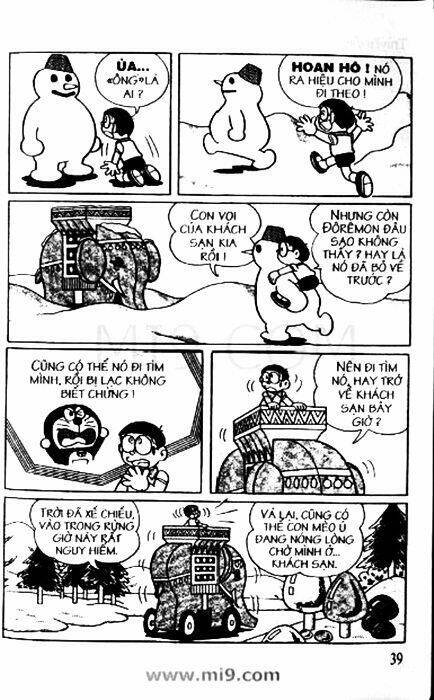 ỦA...
«ÔNG» LÀ
AI ?
HOAN HÔ ! NÓ
RA HIỆU CHO MÌNH
ĐI THEO !
CON VOI
CỦA KHÁCH
SẠN KIA
RỒI !
NHƯNG CÒN
ĐÔRÊMON ĐÂU
SAO KHÔNG
THẤY ? HAY LÀ
NÓ ĐÃ BỎ VỀ
TRƯỚC ?
MI9.COM
CŨNG CÓ THỂ NÓ ĐI TÌM
MÌNH, RỒI BỊ LẠC KHÔNG
BIẾT CHỪNG !
NÊN ĐI TÌM
NÓ, HAY TRỞ
VỀ KHÁCH
SẠN BÂY
GIỜ ?
TRỜI ĐÃ XẾ CHIỀU,
VÀO TRONG RỪNG
GIỜ NÀY RẤT
NGUY HIỂM.
VẢ LẠI, CŨNG CÓ
THỂ CON MÈO Ú
ĐANG NÓNG LÒNG
CHỜ MÌNH Ở...
KHÁCH SẠN.
39
www.mi9.com